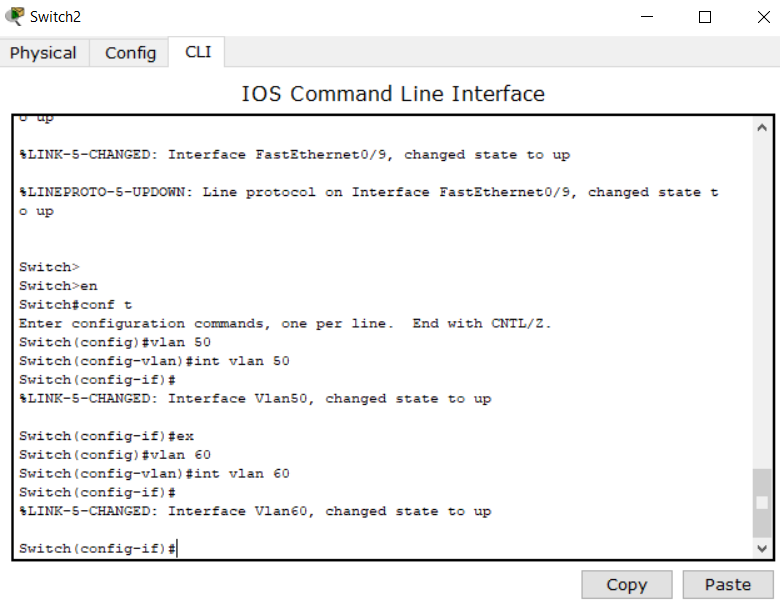 Switch2
Physical Config CLI
IOS Command Line Interface
o up
%LINK-5-CHANGED: Interface FastEthernet0/9, changed state to up
%LINEPROTO-5-UPDOWN: Line protocol on Interface FastEthernet0/9, changed state t
o up
Switch>
Switch>en
Switch#conf t
Enter configuration commands, one per line.  End with CNTL/Z.
Switch(config)#vlan 50
Switch(config-vlan)#int vlan 50
Switch(config-if)#
%LINK-5-CHANGED: Interface Vlan50, changed state to up
Switch(config-if)#ex
Switch(config)#vlan 60
Switch(config-vlan)#int vlan 60
Switch(config-if)#
%LINK-5-CHANGED: Interface Vlan60, changed state to up
Switch(config-if)#
Copy Paste